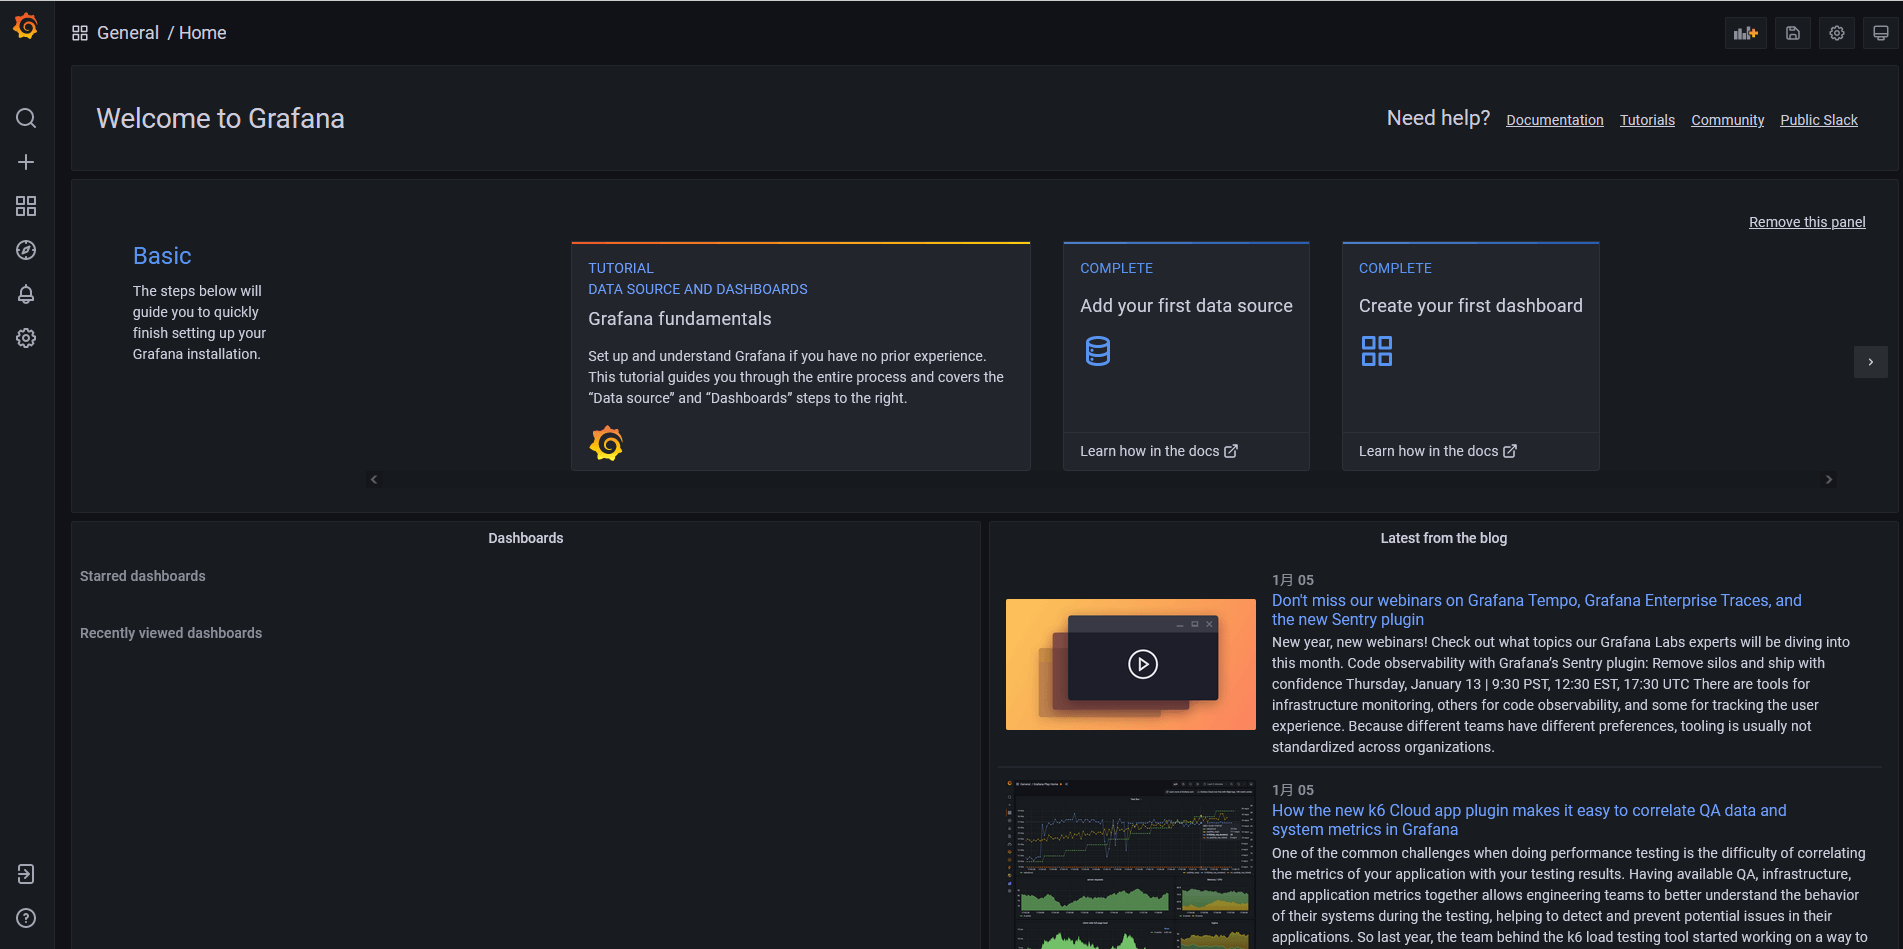 General / Home
Welcome to Grafana
Need help? Documentation Tutorials Community Public Slack
Remove this panel
Basic
The steps below will
guide you to quickly
finish setting up your
Grafana installation.
TUTORIAL
DATA SOURCE AND DASHBOARDS
Grafana fundamentals
Set up and understand Grafana if you have no prior experience.
This tutorial guides you through the entire process and covers the
“Data source” and “Dashboards” steps to the right.
COMPLETE
Add your first data source
Learn how in the docs
COMPLETE
Create your first dashboard
Learn how in the docs
Dashboards
Starred dashboards
Recently viewed dashboards
Latest from the blog
1月 05
Don't miss our webinars on Grafana Tempo, Grafana Enterprise Traces, and
the new Sentry plugin
New year, new webinars! Check out what topics our Grafana Labs experts will be diving into
this month. Code observability with Grafana’s Sentry plugin: Remove silos and ship with
confidence Thursday, January 13 | 9:30 PST, 12:30 EST, 17:30 UTC There are tools for
infrastructure monitoring, others for code observability, and some for tracking the user
experience. Because different teams have different preferences, tooling is usually not
standardized across organizations.
1月 05
How the new k6 Cloud app plugin makes it easy to correlate QA data and
system metrics in Grafana
One of the common challenges when doing performance testing is the difficulty of correlating
the metrics of your application with your testing results. Having available QA, infrastructure,
and application metrics together allows engineering teams to better understand the behavior
of their systems during the testing, helping to detect and prevent potential issues in their
applications. So last year, the team behind the k6 load testing tool started working on a way to